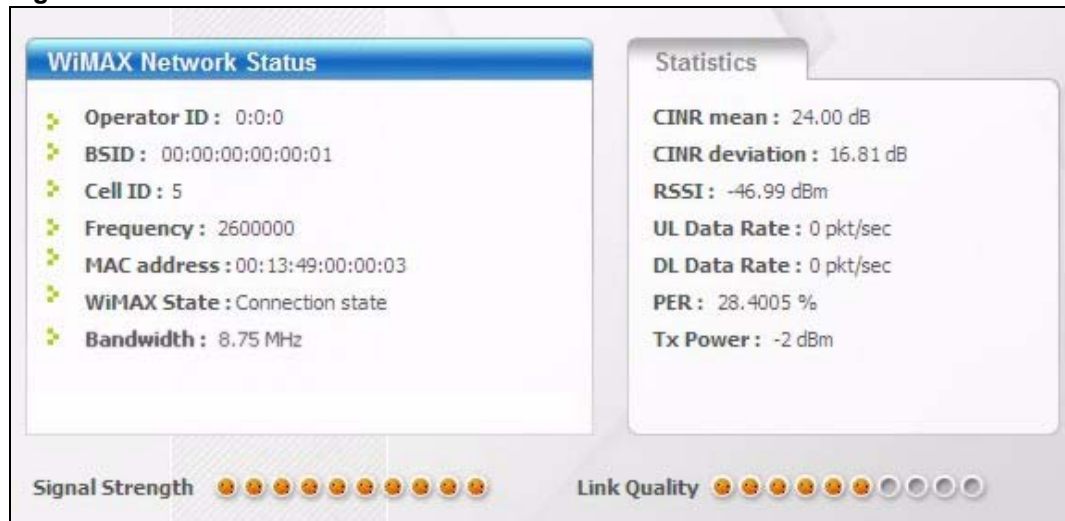 WiMAX Network Status
Operator ID : 0:0:0
BSID : 00:00:00:00:00:01
Cell ID : 5
Frequency : 2600000
MAC address : 00:13:49:00:00:03
WiMAX State : Connection state
Bandwidth : 8.75 MHz
Statistics
CINR mean : 24.00 dB
CINR deviation : 16.81 dB
RSSI : -46.99 dBm
UL Data Rate : 0 pkt/sec
DL Data Rate : 0 pkt/sec
PER : 28.4005 %
Tx Power : -2 dBm
Signal Strength
Link Quality